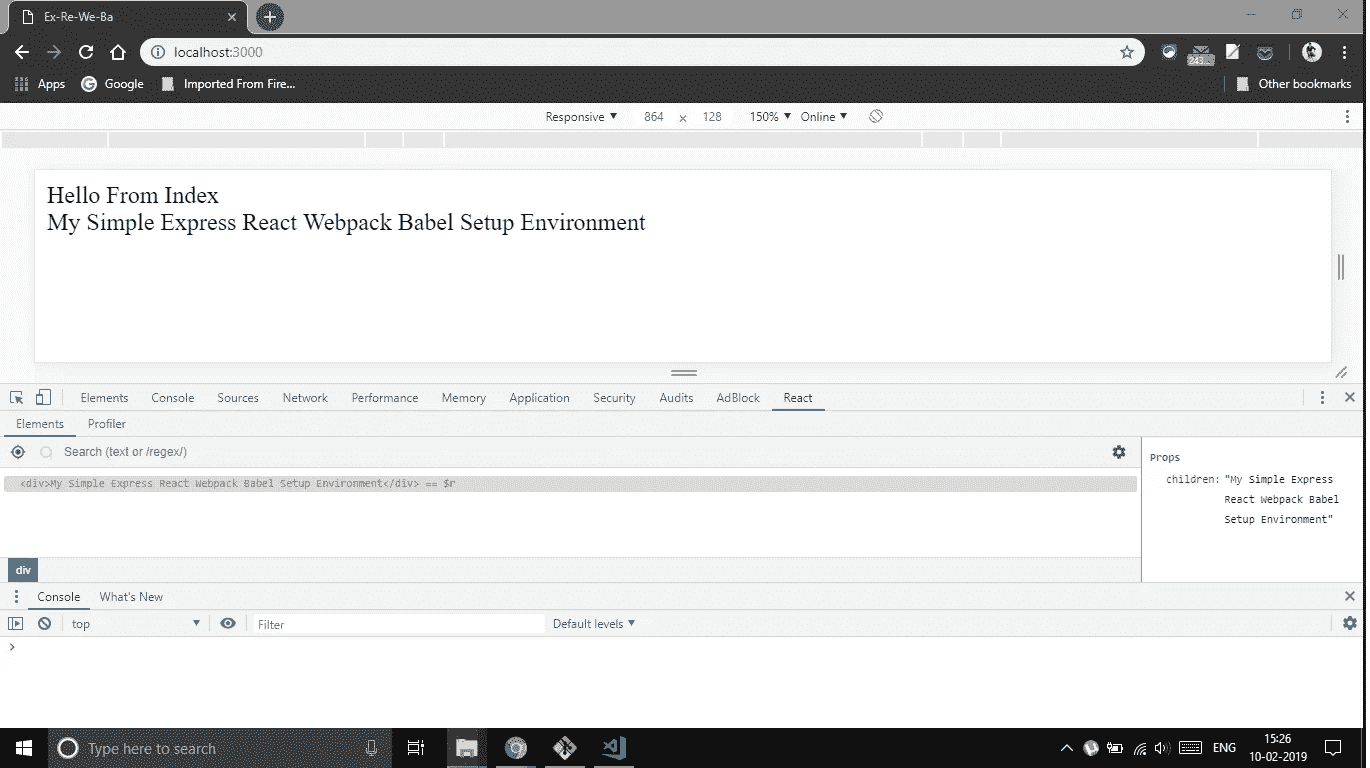 Ex-Re-We-Ba
localhost:3000
243...
Apps Google Imported From Fire... Other bookmarks
Responsive ▼ 864 × 128 150% ▼ Online ▼
Hello From Index
My Simple Express React Webpack Babel Setup Environment
Elements Console Sources Network Performance Memory Application Security Audits AdBlock React
Elements Profiler
Search (text or /regex/)
<div>My Simple Express React Webpack Babel Setup Environment</div> == $r
Props
children: "My Simple Express
React Webpack Babel
Setup Environment"
div
Console What's New
top ▼ Filter Default levels ▼
>
Type here to search
ENG
15:26
10-02-2019